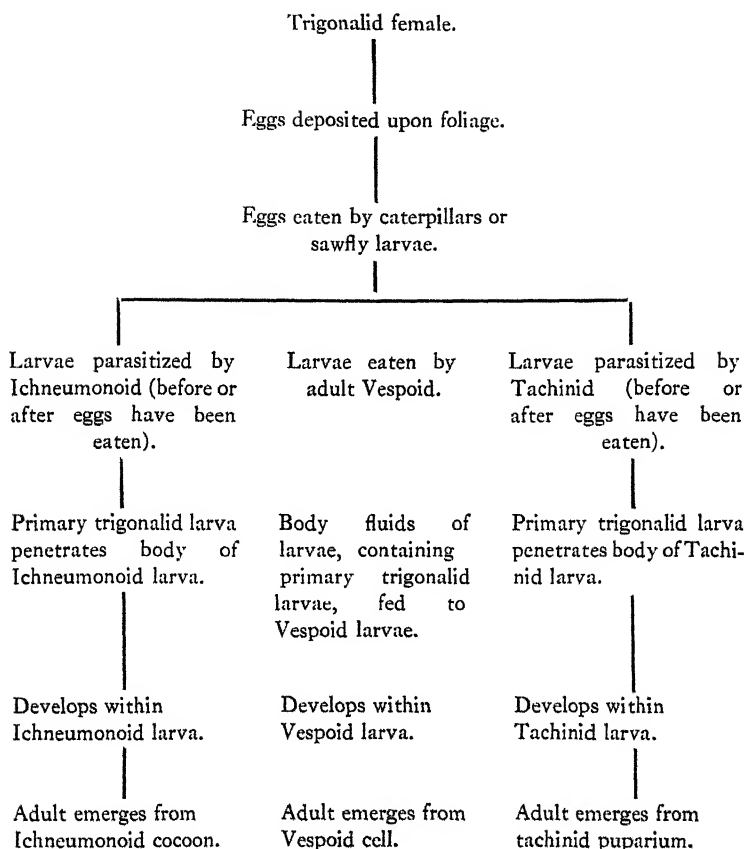 Trigonalid female.
Eggs deposited upon foliage.
Eggs eaten by caterpillars or
sawfly larvae.
Larvae parasitized by
Ichneumonoid (before or
after eggs have been
eaten).
Larvae eaten by
adult Vespoid.
Larvae parasitized by
Tachinid (before or
after eggs have been
eaten).
Primary trigonalid larva
penetrates body of
Ichneumonoid larva.
Body fluids of
larvae, containing
primary trigonalid
larvae, fed to
Vespoid larvae.
Primary trigonalid larva
penetrates body of Tachi-
nid larva.
Develops within
Ichneumonoid larva.
Develops within
Vespoid larva.
Develops within
Tachinid larva.
Adult emerges from
Ichneumonoid cocoon.
Adult emerges from
Vespoid cell.
Adult emerges from
tachinid puparium.